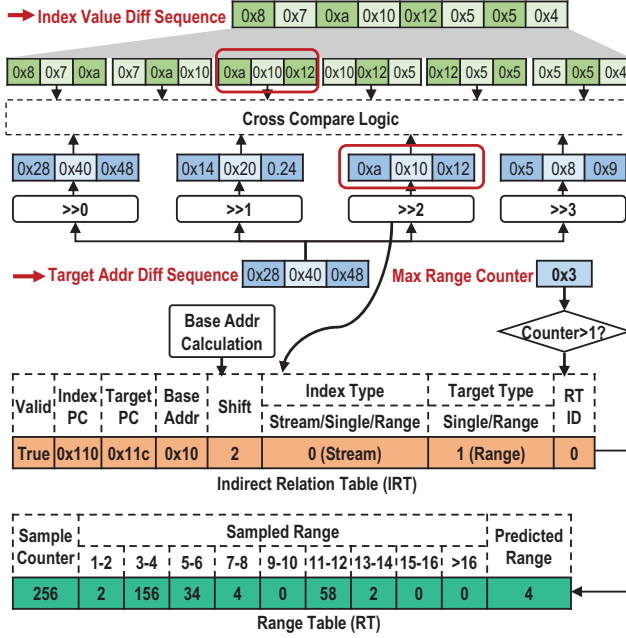 Index Value Diff Sequence 0x8 0x7 0xa 0x10 0x12 0x5 0x5 0x4
0x8 0x7 0xa 0x7 0xa 0x10 0xa 0x10 0x12 0x10 0x12 0x5 0x12 0x5 0x5 0x5 0x5 0x4
Cross Compare Logic
0x28 0x40 0x48 0x14 0x20 0.24 0xa 0x10 0x12 0x5 0x8 0x9
>>0 >>1 >>2 >>3
Target Addr Diff Sequence 0x28 0x40 0x48 Max Range Counter 0x3
Base Addr
Calculation
Counter>1?
Valid Index PC Target PC Base Addr Shift Index Type Target Type RT ID
Stream/Single/Range Single/Range
True 0x110 0x11c 0x10 2 0 (Stream) 1 (Range) 0
Indirect Relation Table (IRT)
Sample Counter Sampled Range Predicted Range
1-2 3-4 5-6 7-8 9-10 11-12 13-14 15-16 >16
256 2 156 34 4 0 58 2 0 0 4
Range Table (RT)